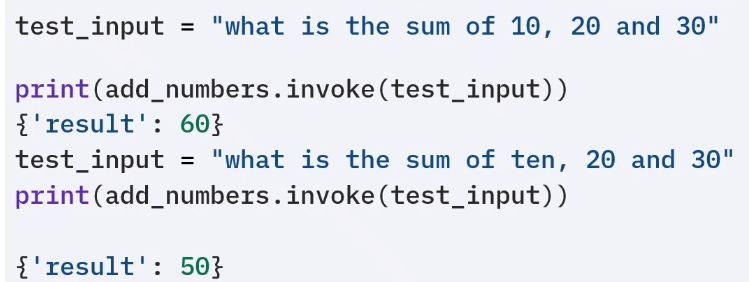 test_input = "what is the sum of 10, 20 and 30"
print(add_numbers.invoke(test_input))
{'result': 60}
test_input = "what is the sum of ten, 20 and 30"
print(add_numbers.invoke(test_input))
{'result': 50}